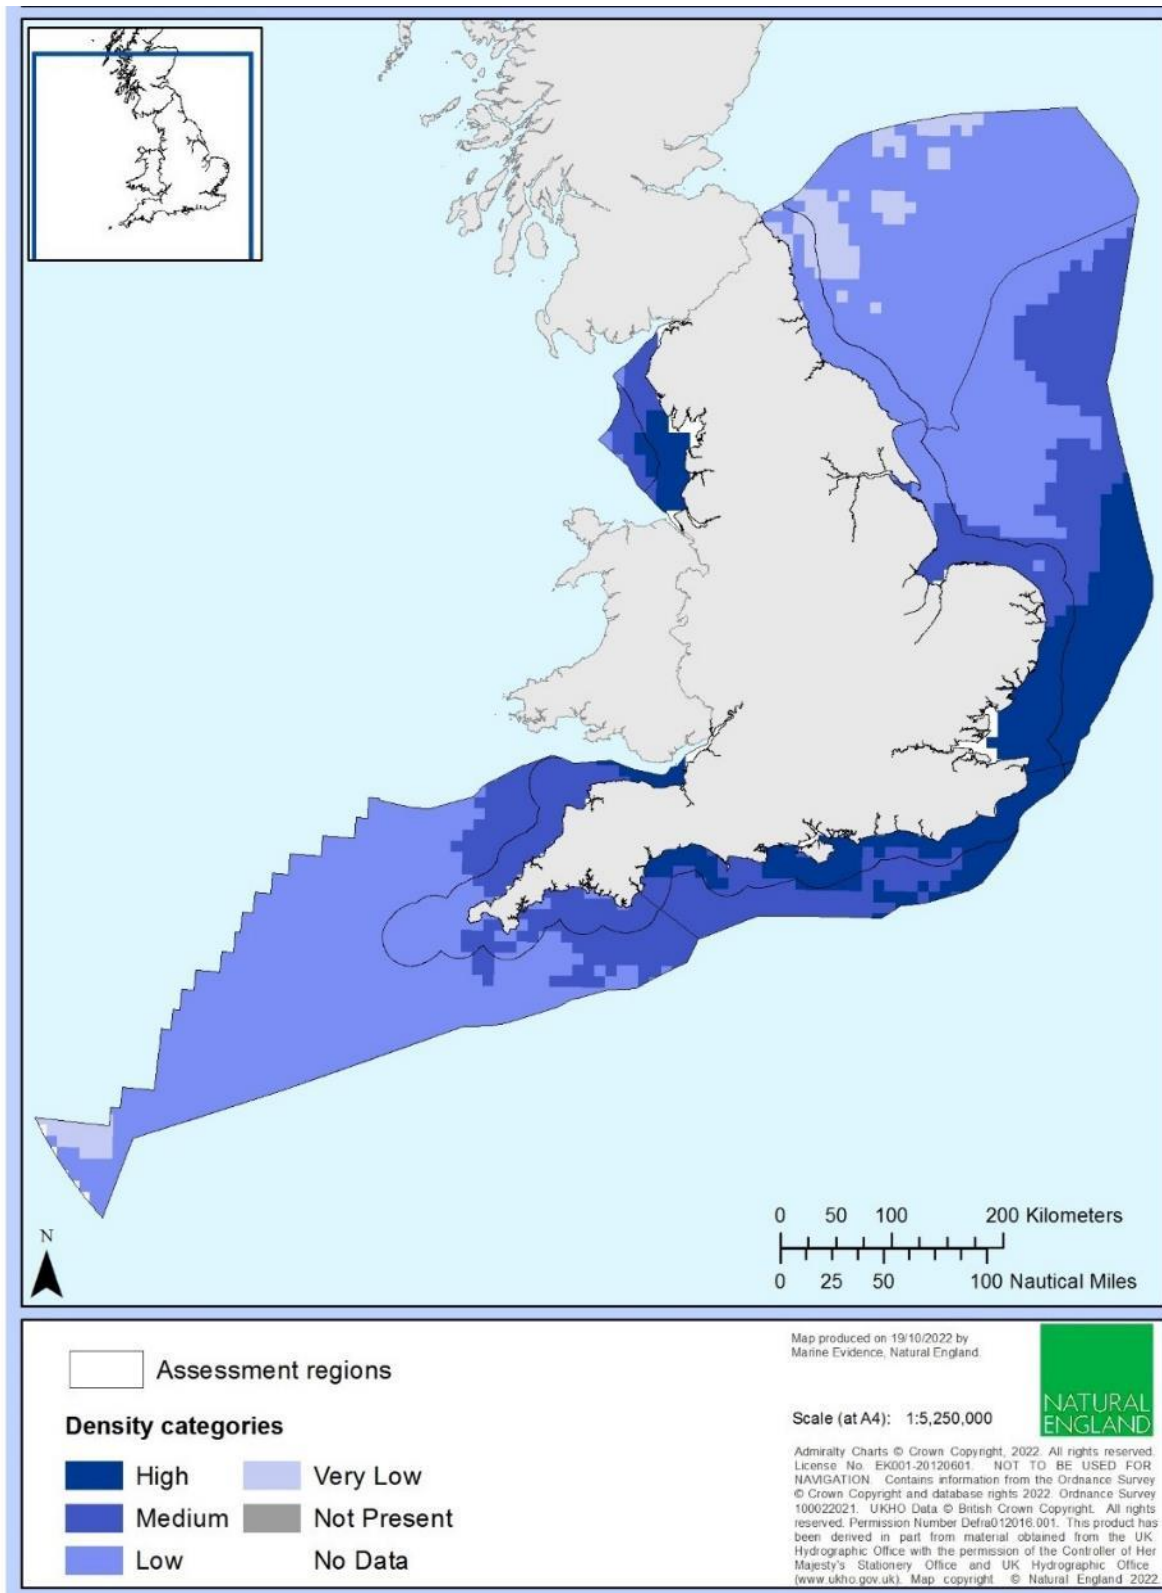 N
0 50 100 200 Kilometers
0 25 50 100 Nautical Miles
Assessment regions
Density categories
High
Medium
Low
Very Low
Not Present
No Data
Map produced on 19/10/2022 by
Marine Evidence, Natural England.
Scale (at A4): 1:5,250,000
NATURAL
ENGLAND
Admiralty Charts © Crown Copyright, 2022. All rights reserved.
License No. EK001-20120601. NOT TO BE USED FOR
NAVIGATION. Contains information from the Ordnance Survey
© Crown Copyright and database rights 2022. Ordnance Survey
100022021. UKHO Data © British Crown Copyright. All rights
reserved. Permission Number Defra012016.001. This product has
been derived in part from material obtained from the UK
Hydrographic Office with the permission of the Controller of Her
Majesty's Stationery Office and UK Hydrographic Office
(www.ukho.gov.uk). Map copyright © Natural England 2022.